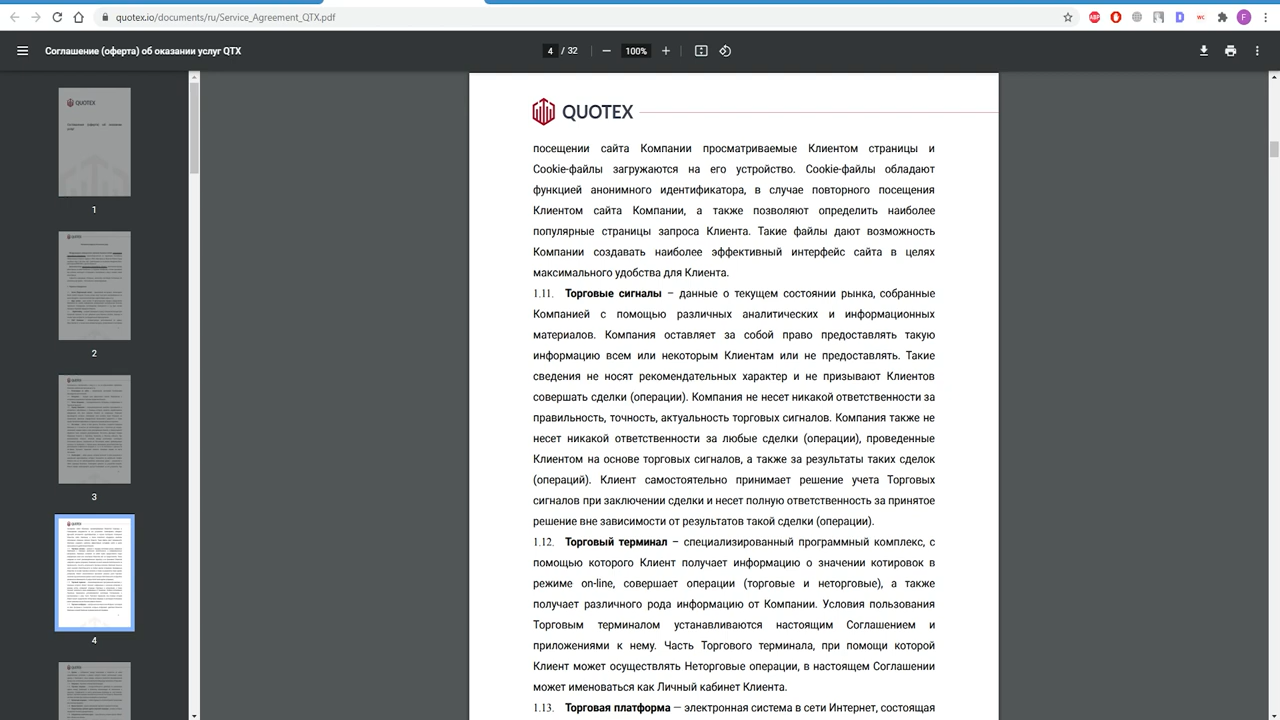 quotex.io/documents/ru/Service_Agreement_QTX.pdf
ABP
WC
F
Соглашение (оферта) об оказании услуг QTX
4 / 32
100%
QUOTEX
посещении сайта Компании просматриваемые Клиентом страницы и
Cookie-файлы загружаются на его устройство. Cookie-файлы обладают
функцией анонимного идентификатора, в случае повторного посещения
Клиентом сайта Компании, а также позволяют определить наиболее
популярные страницы запроса Клиента. Такие файлы дают возможность
Компании создавать наиболее эффективный интерфейс сайта в целях
максимального удобства для Клиента.
1.11. Торговые сигналы – данные о текущем состоянии рынка, собранные
компанией с помощью различных аналитических и информационных
материалов. Компания оставляет за собой право предоставлять такую
информацию всем или некоторым Клиентам или не предоставлять. Такие
сведения не носят рекомендательных характер и не призывают Клиентов
совершать сделки (операции). Компания не несет никакой ответственности за
правильность, точность, актуальность торговых сигналов. Компания также не
несет никакой ответственности за любые сделки (операции), проведенные
Клиентом на основе торговых сигналов, а также за результаты таких сделок
(операций). Клиент самостоятельно принимает решение учета Торговых
сигналов при заключении сделки и несет полную ответственность за принятое
решение вне зависимости от результатов такой сделки (операции).
1.12. Торговый терминал – специализированный программный комплекс, с
помощью которого Клиент получает информацию о значении котировок в
режиме on-line, совершает операции (торговые и неторговые), а также
получает различного рода информацию от Компании. Условия пользования
Торговым терминалом устанавливаются настоящим Соглашением и
приложениями к нему. Часть Торгового терминала, при помощи которой
Клиент может осуществлять Неторговые операции, в настоящем Соглашении
может именоваться как Личный кабинет Клиента.
1.13. Торговая платформа — электронная система в сети Интернет, состоящая
QUOTEX
1
2
3
4